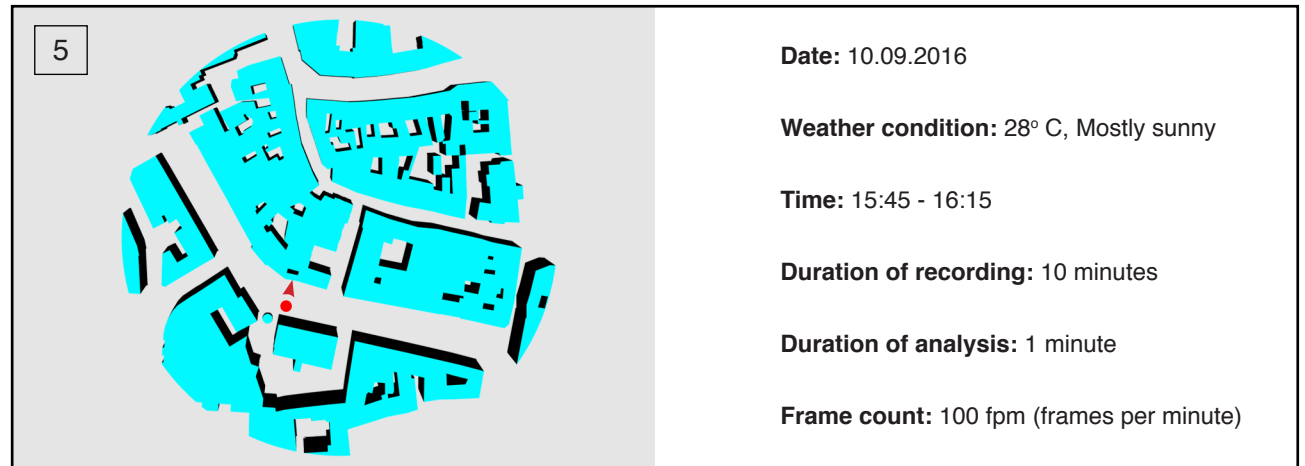 5
Date: 10.09.2016
Weather condition: 28º C, Mostly sunny
Time: 15:45 - 16:15
Duration of recording: 10 minutes
Duration of analysis: 1 minute
Frame count: 100 fpm (frames per minute)